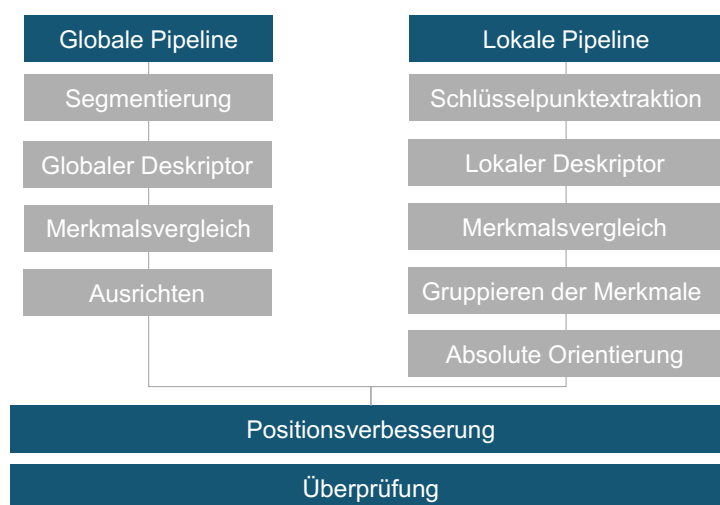 Globale Pipeline
Segmentierung
Globaler Deskriptor
Merkmalsvergleich
Ausrichten
Lokale Pipeline
Schlüsselpunktextraktion
Lokaler Deskriptor
Merkmalsvergleich
Gruppieren der Merkmale
Absolute Orientierung
Positionsverbesserung
Überprüfung